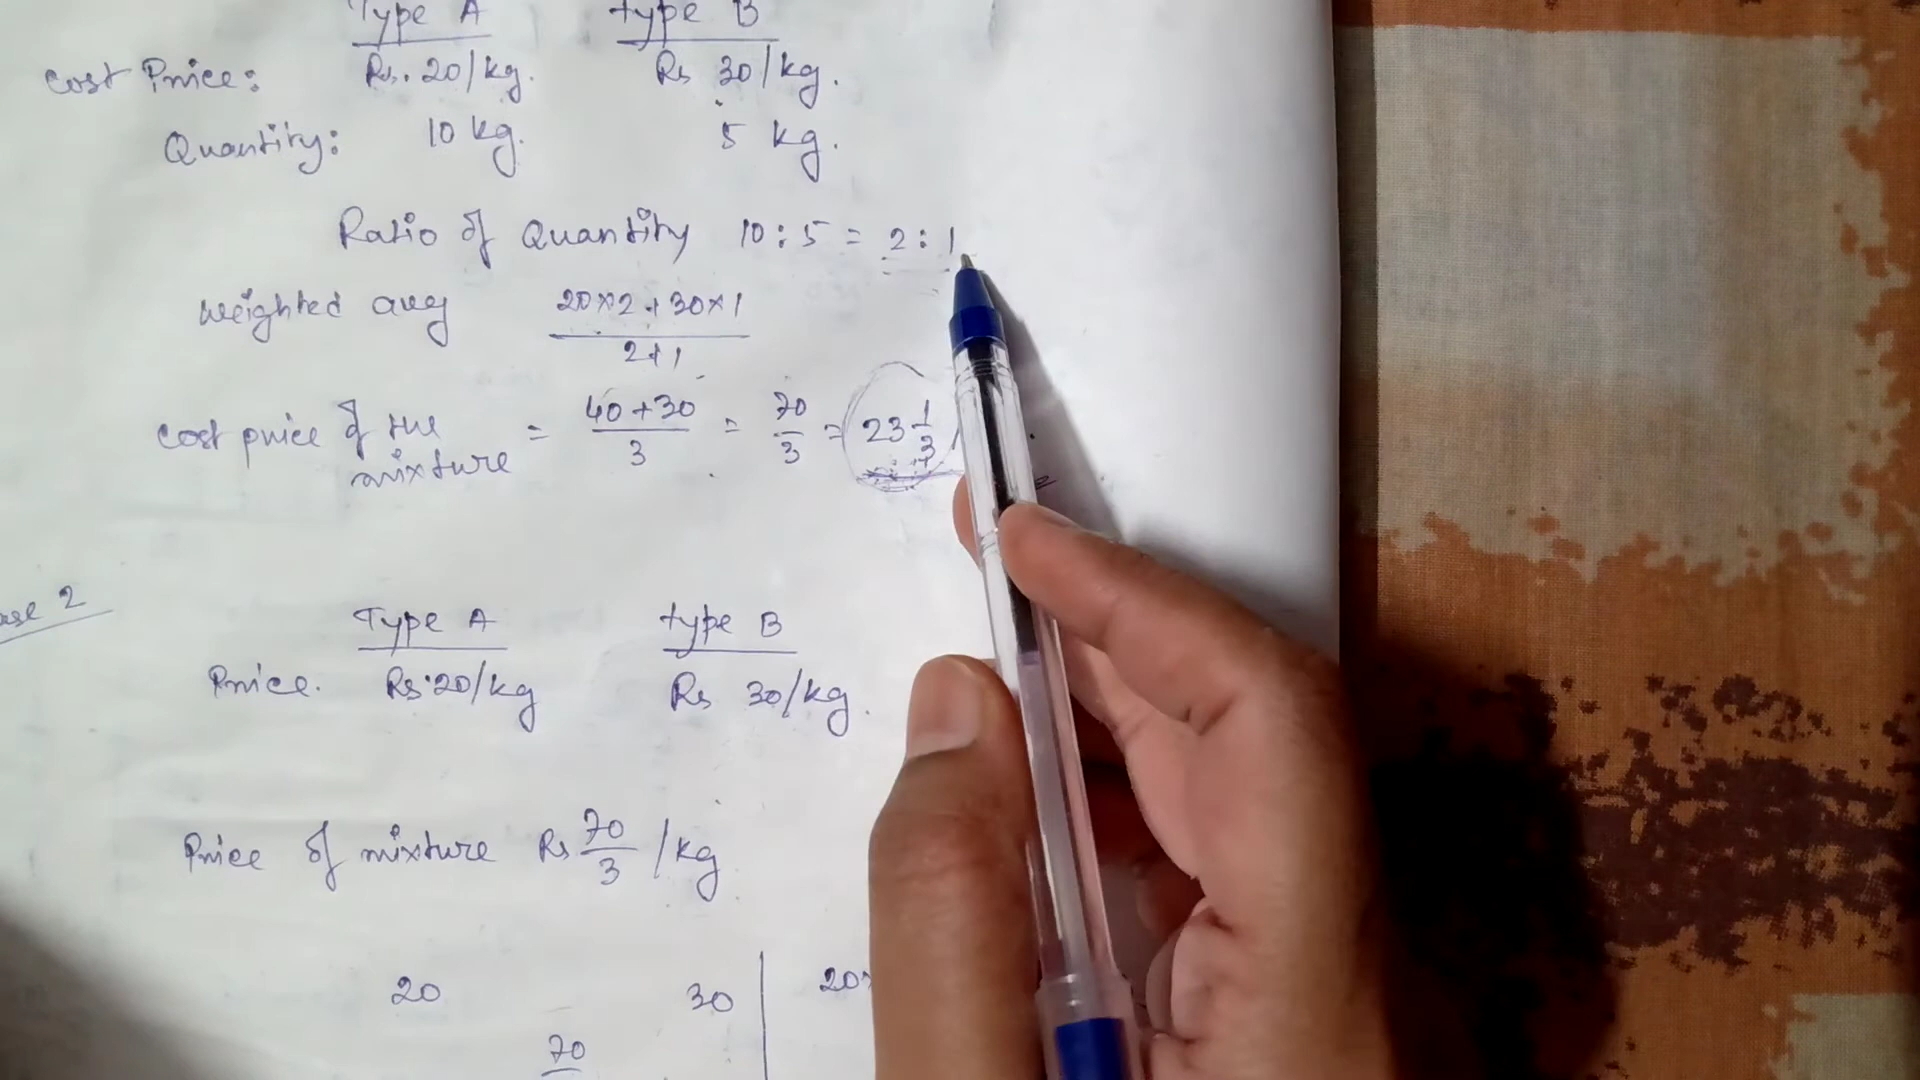 Type A type B
Cost Price: Rs. 20/kg. Rs 30/kg.
Quantity: 10 kg. 5 kg.
Ratio of Quantity 10:5 = 2:1
Weighted avg 20×2+30×1
2+1
Cost price of the mixture = 40+30 / 3 = 70/3 = 23 1/3
Case 2
Type A type B
Price. Rs.20/kg Rs 30/kg.
Price of mixture Rs 70/3 /kg
20 30 20
70